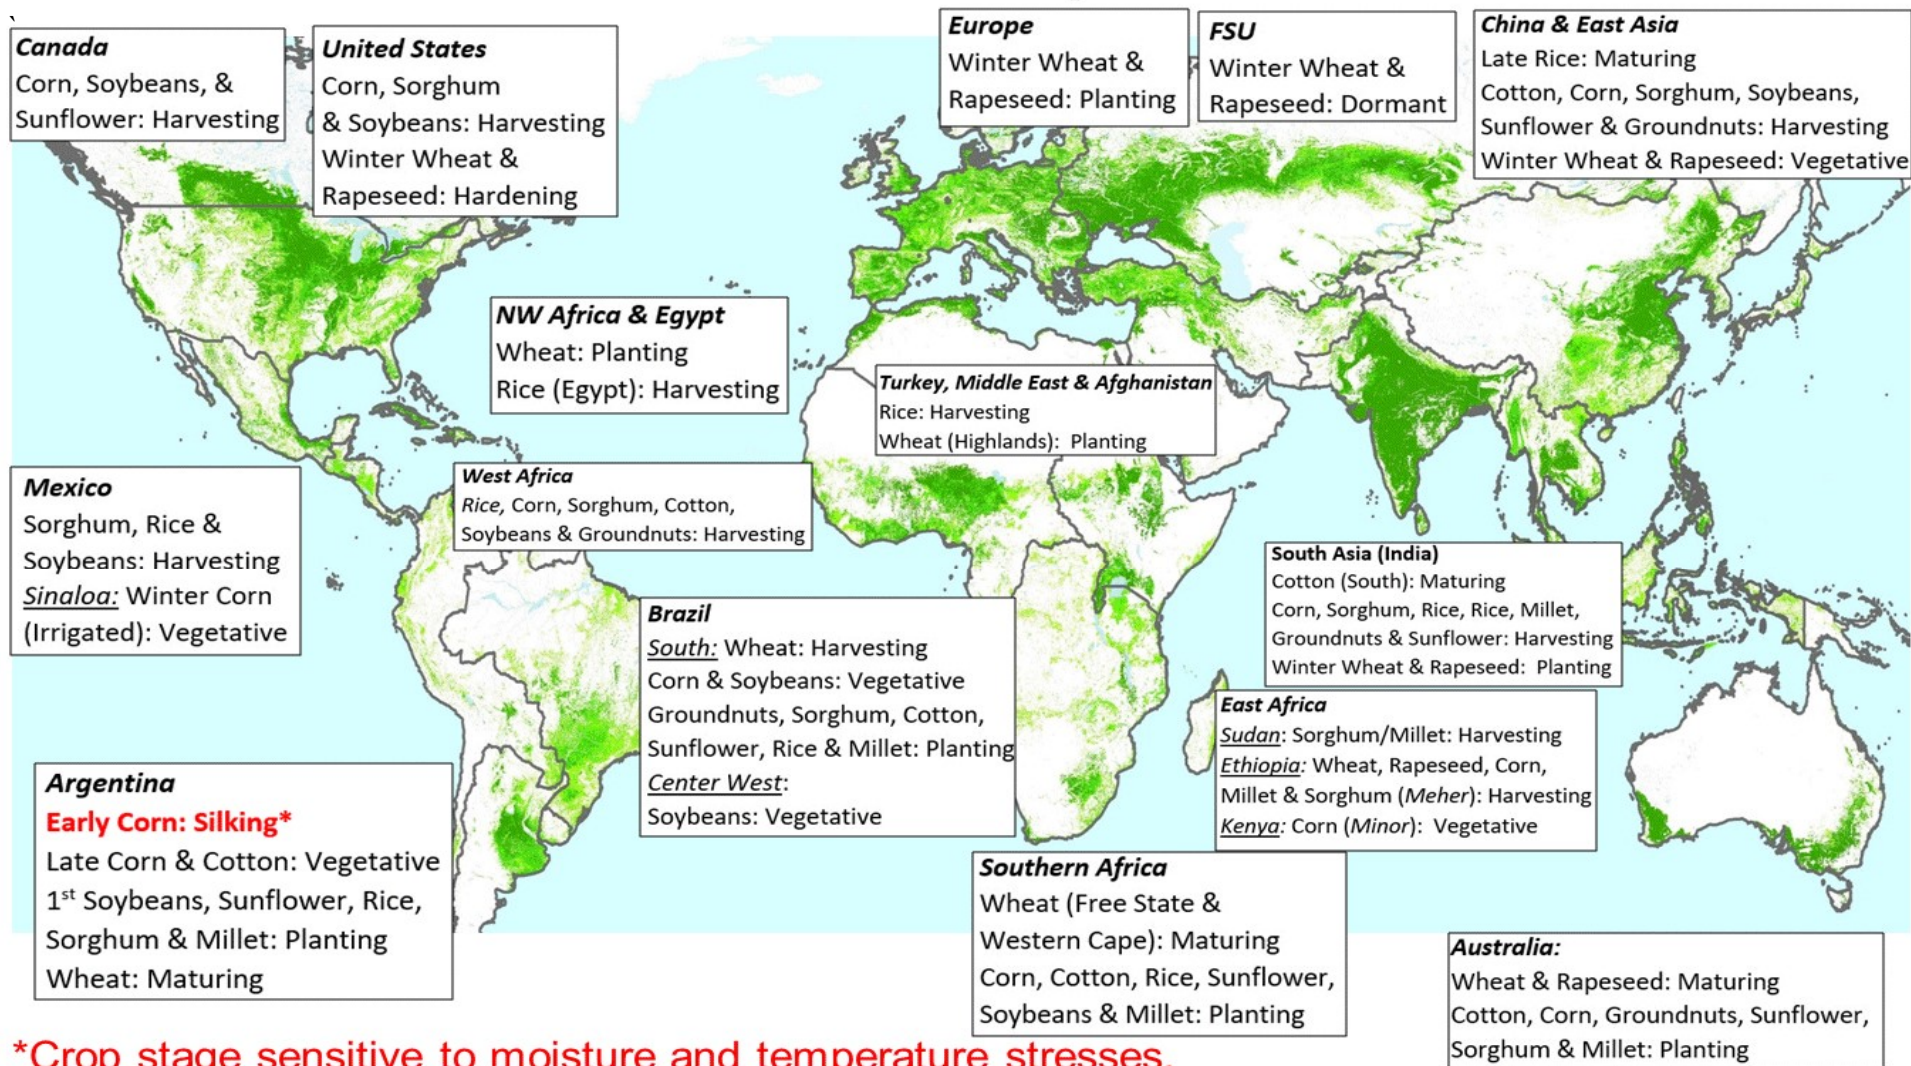 Canada
Corn, Soybeans, &
Sunflower: Harvesting
United States
Corn, Sorghum
& Soybeans: Harvesting
Winter Wheat &
Rapeseed: Hardening
Europe
Winter Wheat &
Rapeseed: Planting
FSU
Winter Wheat &
Rapeseed: Dormant
China & East Asia
Late Rice: Maturing
Cotton, Corn, Sorghum, Soybeans,
Sunflower & Groundnuts: Harvesting
Winter Wheat & Rapeseed: Vegetative
NW Africa & Egypt
Wheat: Planting
Rice (Egypt): Harvesting
Turkey, Middle East & Afghanistan
Rice: Harvesting
Wheat (Highlands): Planting
Mexico
Sorghum, Rice &
Soybeans: Harvesting
Sinaloa: Winter Corn
(Irrigated): Vegetative
West Africa
Rice, Corn, Sorghum, Cotton,
Soybeans & Groundnuts: Harvesting
South Asia (India)
Cotton (South): Maturing
Corn, Sorghum, Rice, Rice, Millet,
Groundnuts & Sunflower: Harvesting
Winter Wheat & Rapeseed: Planting
Brazil
South: Wheat: Harvesting
Corn & Soybeans: Vegetative
Groundnuts, Sorghum, Cotton,
Sunflower, Rice & Millet: Planting
Center West:
Soybeans: Vegetative
East Africa
Sudan: Sorghum/Millet: Harvesting
Ethiopia: Wheat, Rapeseed, Corn,
Millet & Sorghum (Meher): Harvesting
Kenya: Corn (Minor): Vegetative
Argentina
Early Corn: Silking*
Late Corn & Cotton: Vegetative
1st Soybeans, Sunflower, Rice,
Sorghum & Millet: Planting
Wheat: Maturing
Southern Africa
Wheat (Free State &
Western Cape): Maturing
Corn, Cotton, Rice, Sunflower,
Soybeans & Millet: Planting
Australia:
Wheat & Rapeseed: Maturing
Cotton, Corn, Groundnuts, Sunflower,
Sorghum & Millet: Planting
*Crop stage sensitive to moisture and temperature stresses.